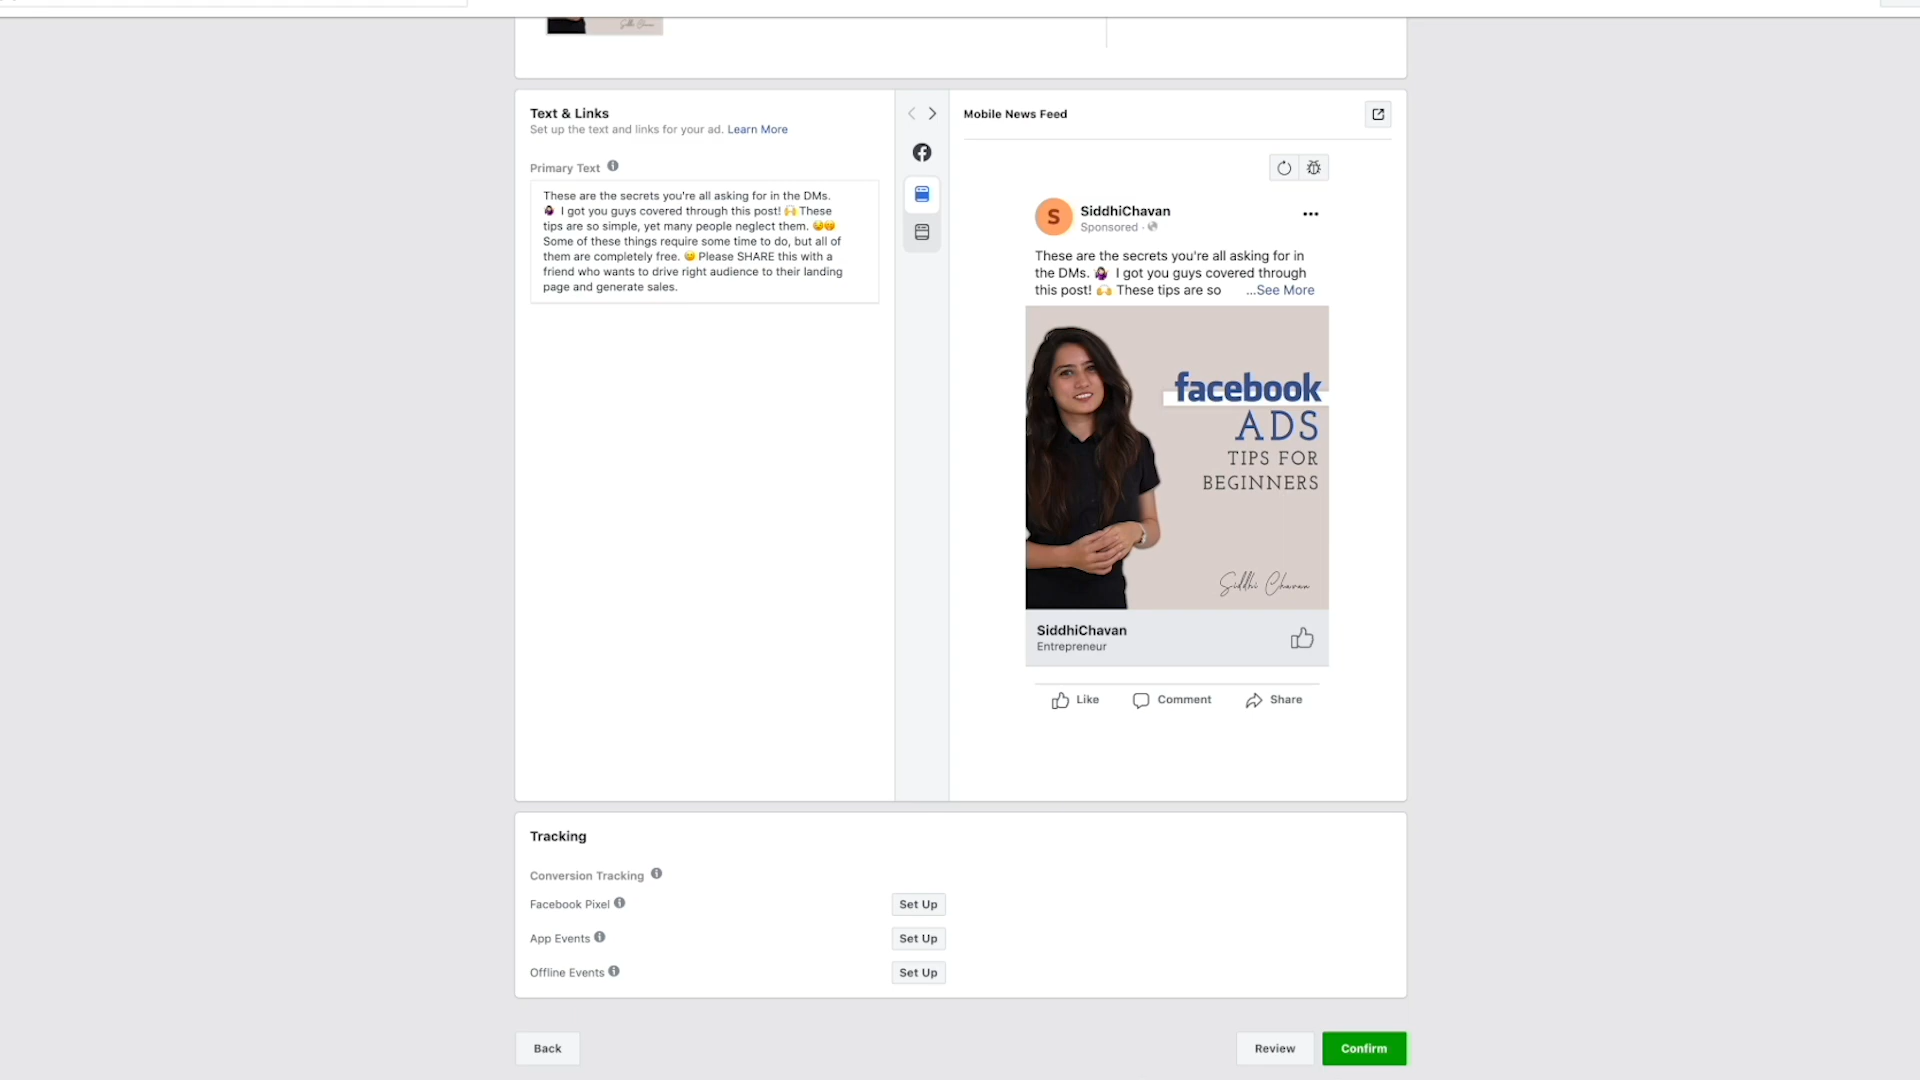 Text & Links
Set up the text and links for your ad. Learn More
Primary Text
These are the secrets you're all asking for in the DMs.
🤷🏻‍♀️ I got you guys covered through this post! 🙌 These
tips are so simple, yet many people neglect them. 😏😌
Some of these things require some time to do, but all of
them are completely free. 😄 Please SHARE this with a
friend who wants to drive right audience to their landing
page and generate sales.
Mobile News Feed
S
SiddhiChavan
Sponsored ·
These are the secrets you're all asking for in
the DMs. 🤷🏻‍♀️ I got you guys covered through
this post! 🙌 These tips are so ...See More
facebook
ADS
TIPS FOR
BEGINNERS
Siddhi Chavan
SiddhiChavan
Entrepreneur
Like
Comment
Share
Tracking
Conversion Tracking
Facebook Pixel
Set Up
App Events
Set Up
Offline Events
Set Up
Back
Review
Confirm